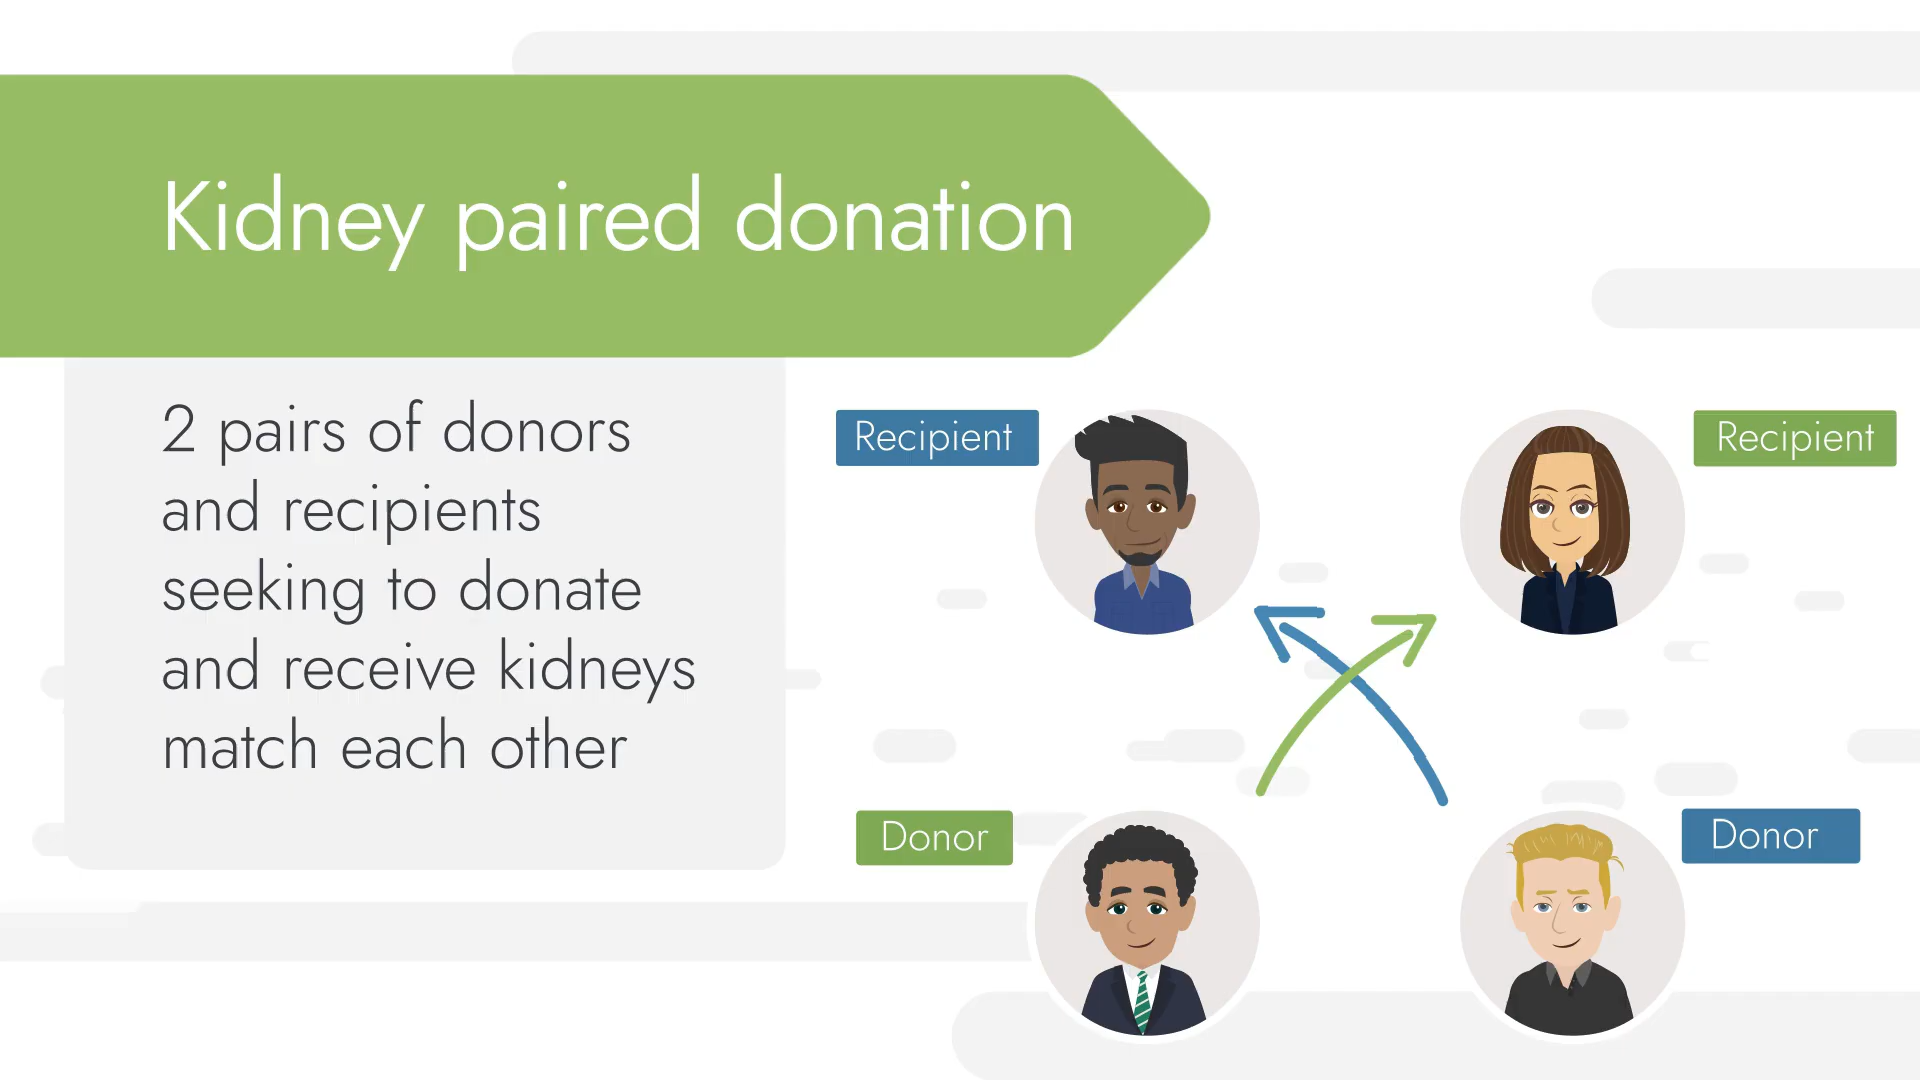 Kidney paired donation
2 pairs of donors
and recipients
seeking to donate
and receive kidneys
match each other
Recipient
Recipient
Donor
Donor